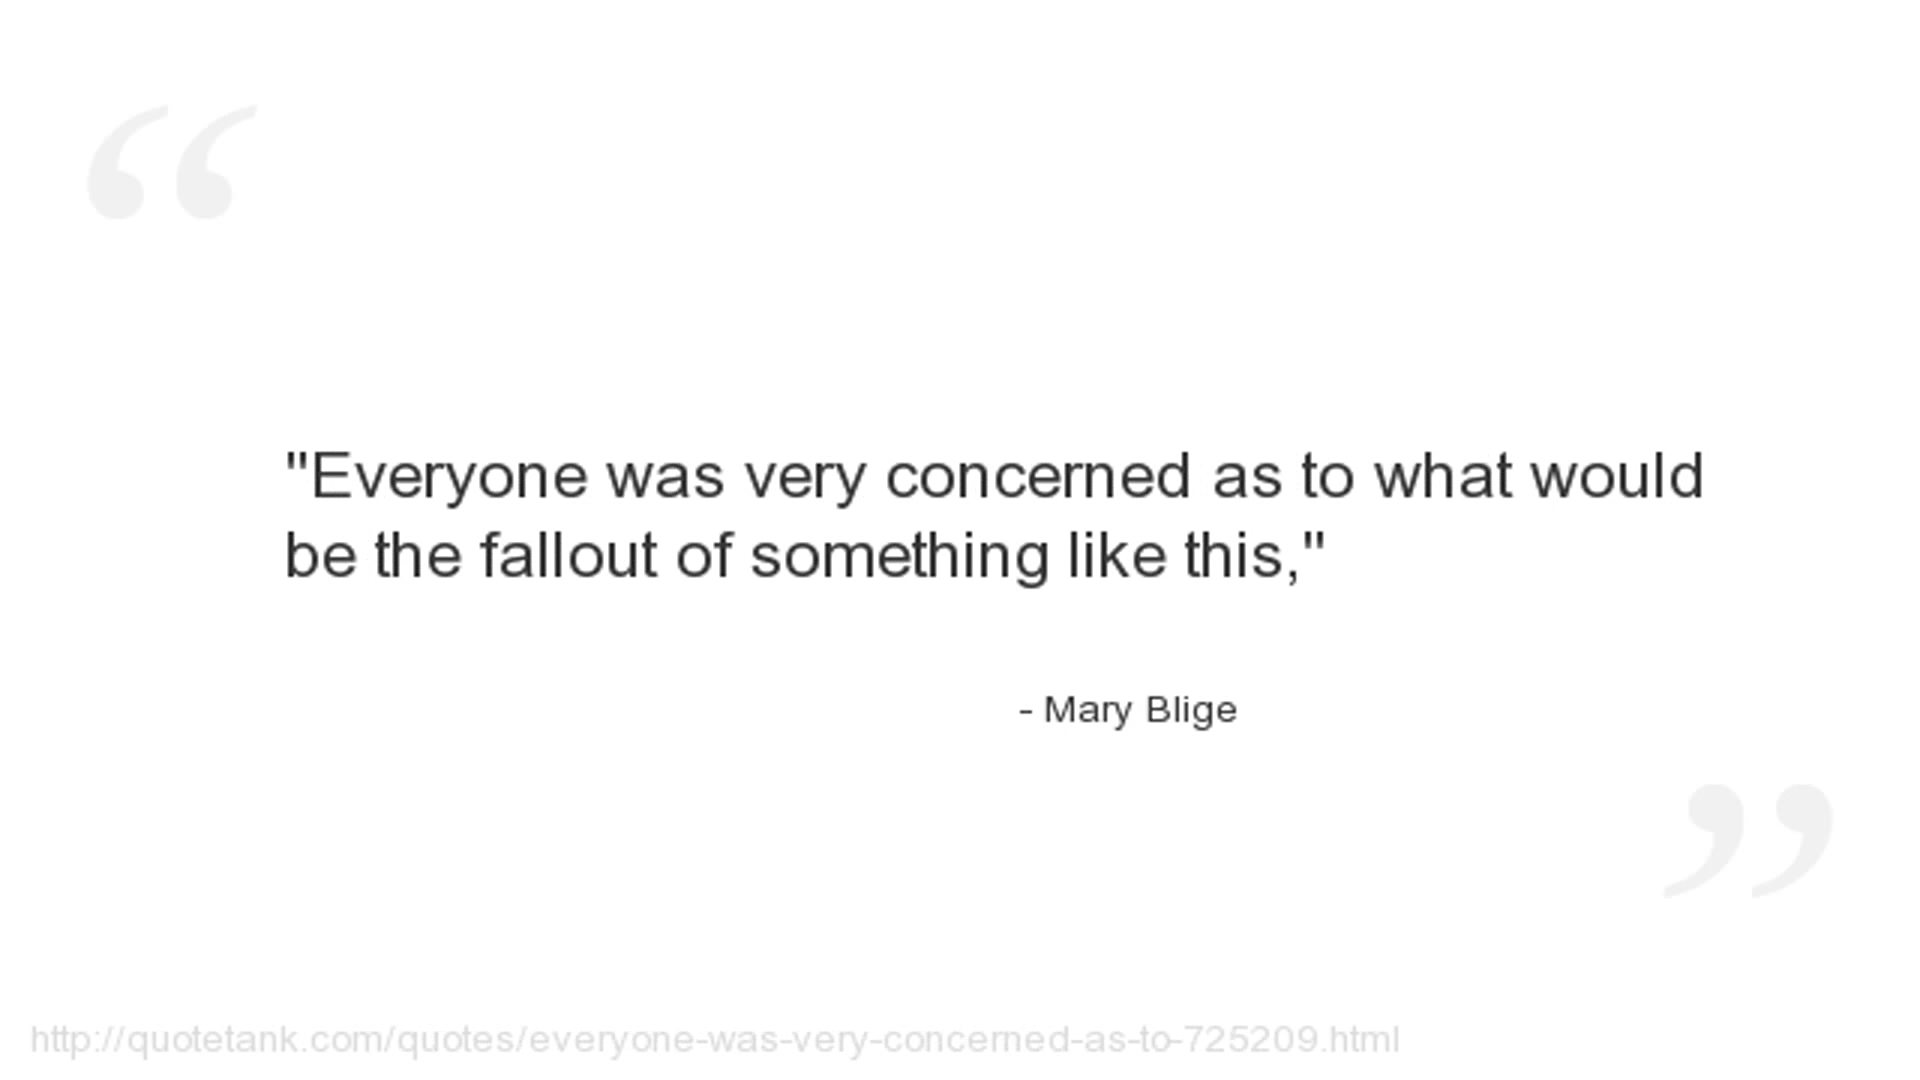 "Everyone was very concerned as to what would
be the fallout of something like this,"
- Mary Blige
http://quotetank.com/quotes/everyone-was-very-concerned-as-to-725209.html